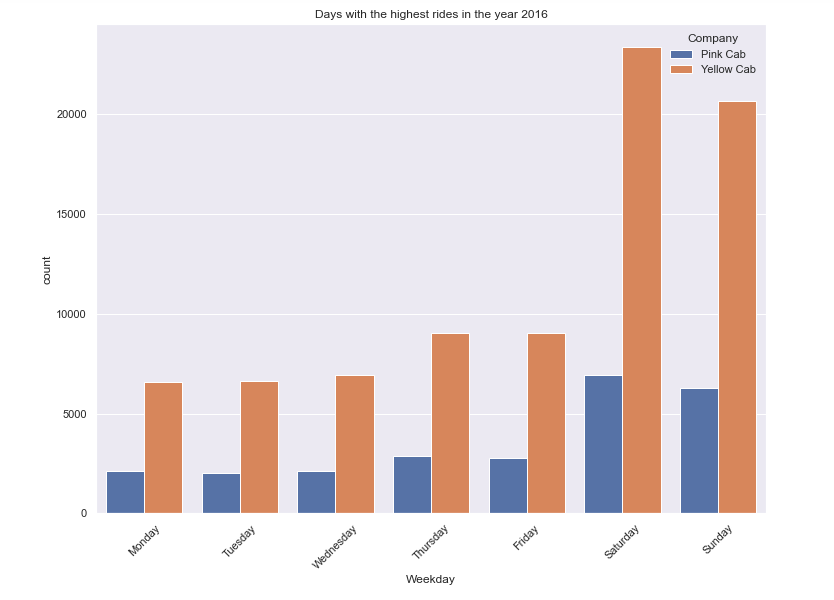 Days with the highest rides in the year 2016
Company
Pink Cab
Yellow Cab
20000
15000
10000
5000
0
count
Monday
Tuesday
Wednesday
Thursday
Friday
Saturday
Sunday
Weekday